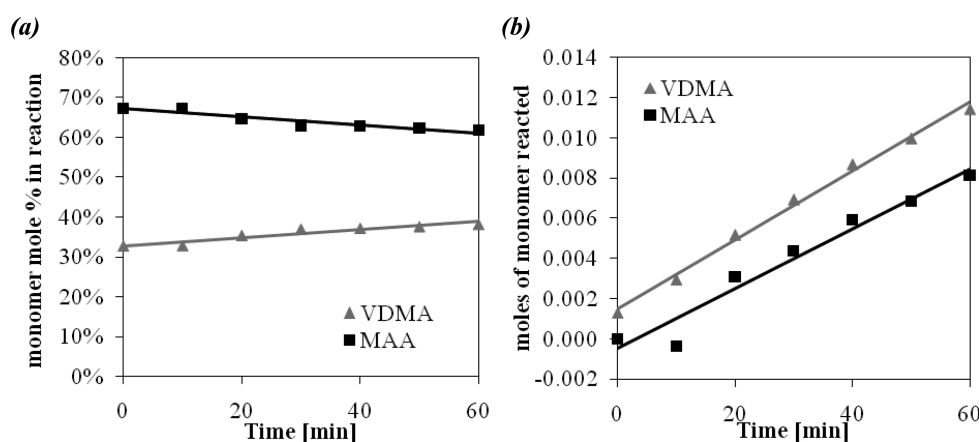 (a)
monomer mole % in reaction
80%
70%
60%
50%
40%
30%
20%
10%
0%
VDMA
MAA
0
20
40
60
Time [min]
(b)
moles of monomer reacted
0.014
0.012
0.010
0.008
0.006
0.004
0.002
0.000
-0.002
VDMA
MAA
0
20
40
60
Time [min]